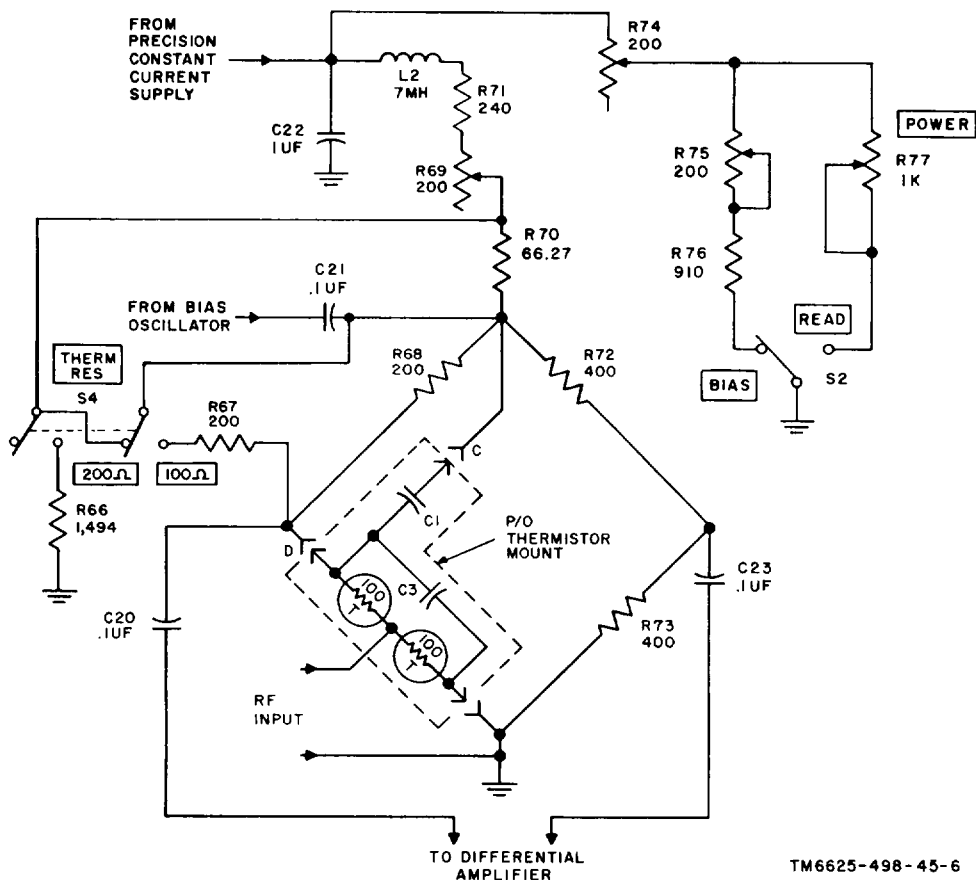 FROM
PRECISION
CONSTANT
CURRENT
SUPPLY
L2
7MH
R71
240
R74
200
C22
1UF
R69
200
R75
200
POWER
R77
1K
R70
66.27
R76
910
C21
.1UF
FROM BIAS
OSCILLATOR
READ
BIAS
S2
THERM
RES
S4
R68
200
R72
400
R67
200
200Ω
100Ω
C
R66
1,494
C1
P/O
THERMISTOR
MOUNT
D
C3
100
T
100
T
C20
.1UF
C23
.1UF
R73
400
RF
INPUT
TO DIFFERENTIAL
AMPLIFIER
TM6625-498-45-6